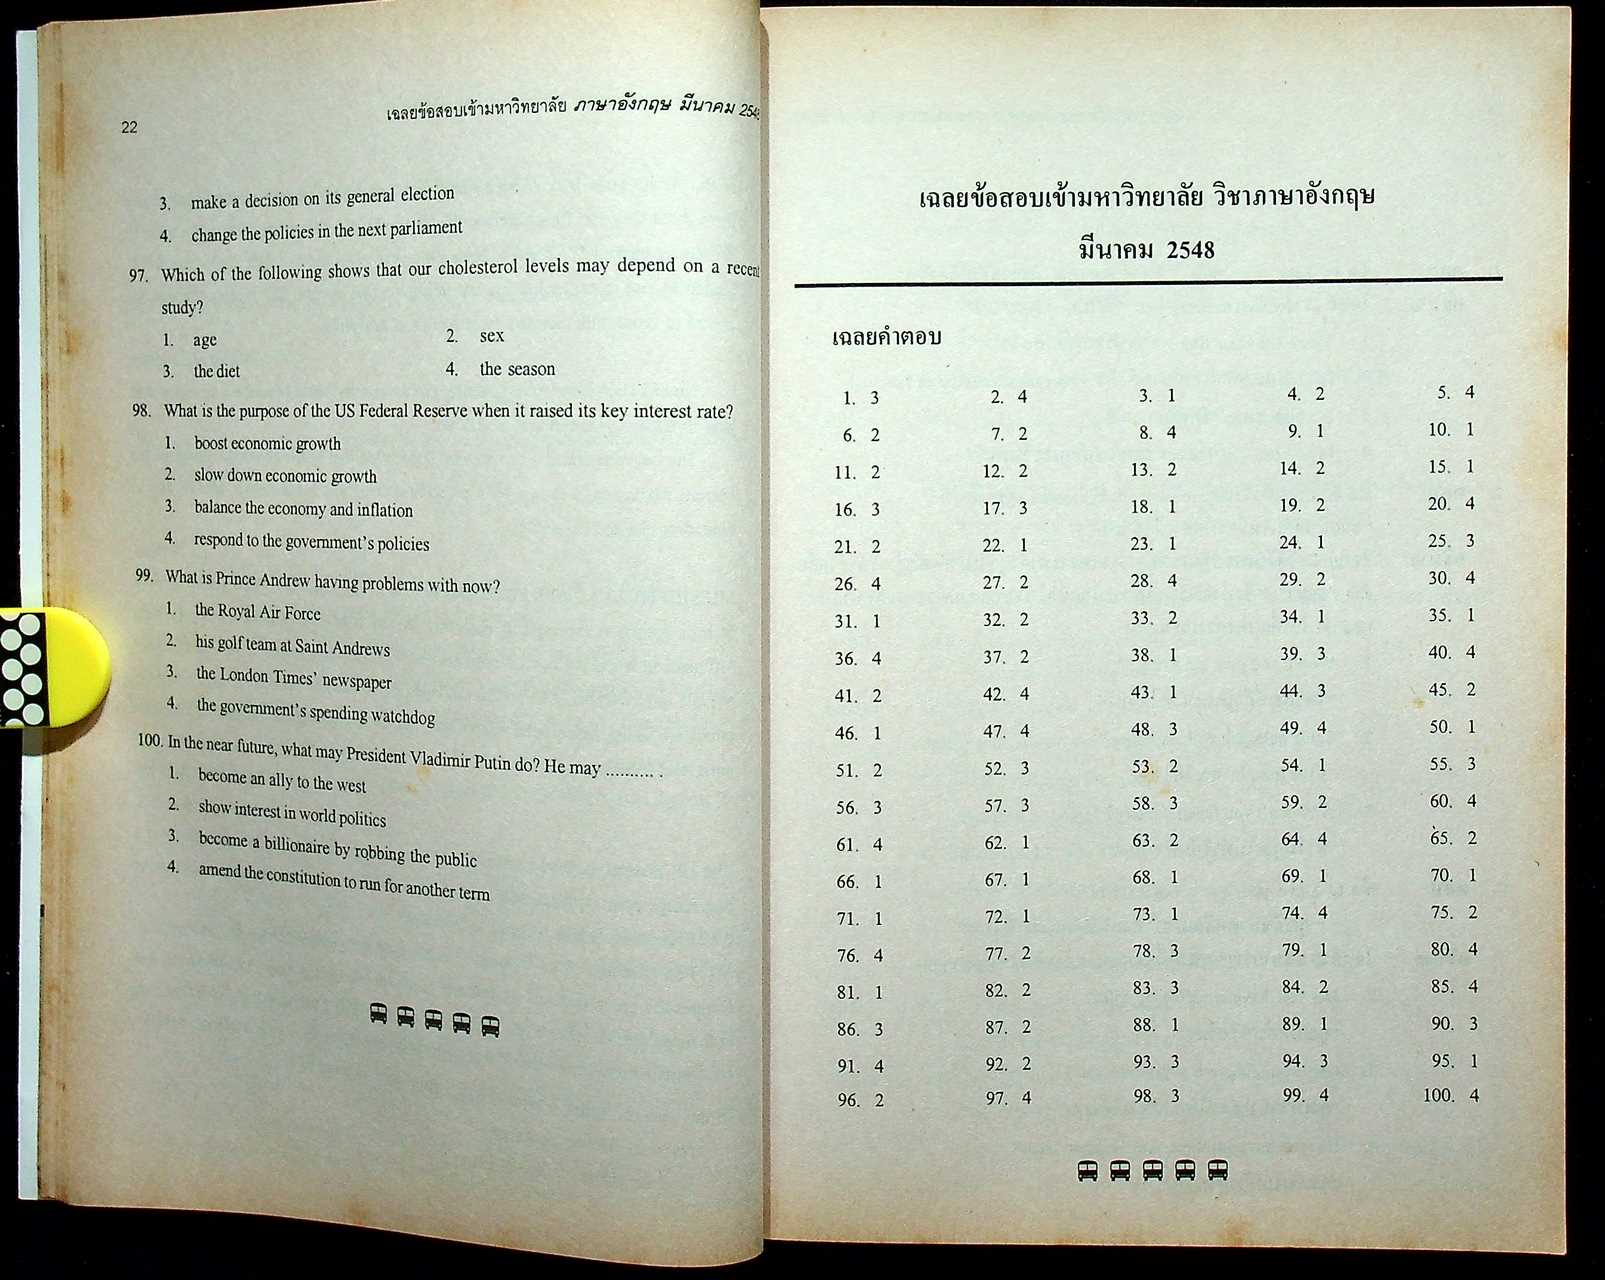 22
เฉลยข้อสอบเข้ามหาวิทยาลัย ภาษาอังกฤษ มีนาคม 2548
3. make a decision on its general election
4. change the policies in the next parliament
97. Which of the following shows that our cholesterol levels may depend on a recent
study?
1. age 2. sex
3. the diet 4. the season
98. What is the purpose of the US Federal Reserve when it raised its key interest rate?
1. boost economic growth
2. slow down economic growth
3. balance the economy and inflation
4. respond to the government's policies
99. What is Prince Andrew having problems with now?
1. the Royal Air Force
2. his golf team at Saint Andrews
3. the London Times' newspaper
4. the government's spending watchdog
100. In the near future, what may President Vladimir Putin do? He may .......... .
1. become an ally to the west
2. show interest in world politics
3. become a billionaire by robbing the public
4. amend the constitution to run for another term
เฉลยข้อสอบเข้ามหาวิทยาลัย วิชาภาษาอังกฤษ
มีนาคม 2548
เฉลยคำตอบ
1. 3 2. 4 3. 1 4. 2 5. 4
6. 2 7. 2 8. 4 9. 1 10. 1
11. 2 12. 2 13. 2 14. 2 15. 1
16. 3 17. 3 18. 1 19. 2 20. 4
21. 2 22. 1 23. 1 24. 1 25. 3
26. 4 27. 2 28. 4 29. 2 30. 4
31. 1 32. 2 33. 2 34. 1 35. 1
36. 4 37. 2 38. 1 39. 3 40. 4
41. 2 42. 4 43. 1 44. 3 45. 2
46. 1 47. 4 48. 3 49. 4 50. 1
51. 2 52. 3 53. 2 54. 1 55. 3
56. 3 57. 3 58. 3 59. 2 60. 4
61. 4 62. 1 63. 2 64. 4 65. 2
66. 1 67. 1 68. 1 69. 1 70. 1
71. 1 72. 1 73. 1 74. 4 75. 2
76. 4 77. 2 78. 3 79. 1 80. 4
81. 1 82. 2 83. 3 84. 2 85. 4
86. 3 87. 2 88. 1 89. 1 90. 3
91. 4 92. 2 93. 3 94. 3 95. 1
96. 2 97. 4 98. 3 99. 4 100. 4